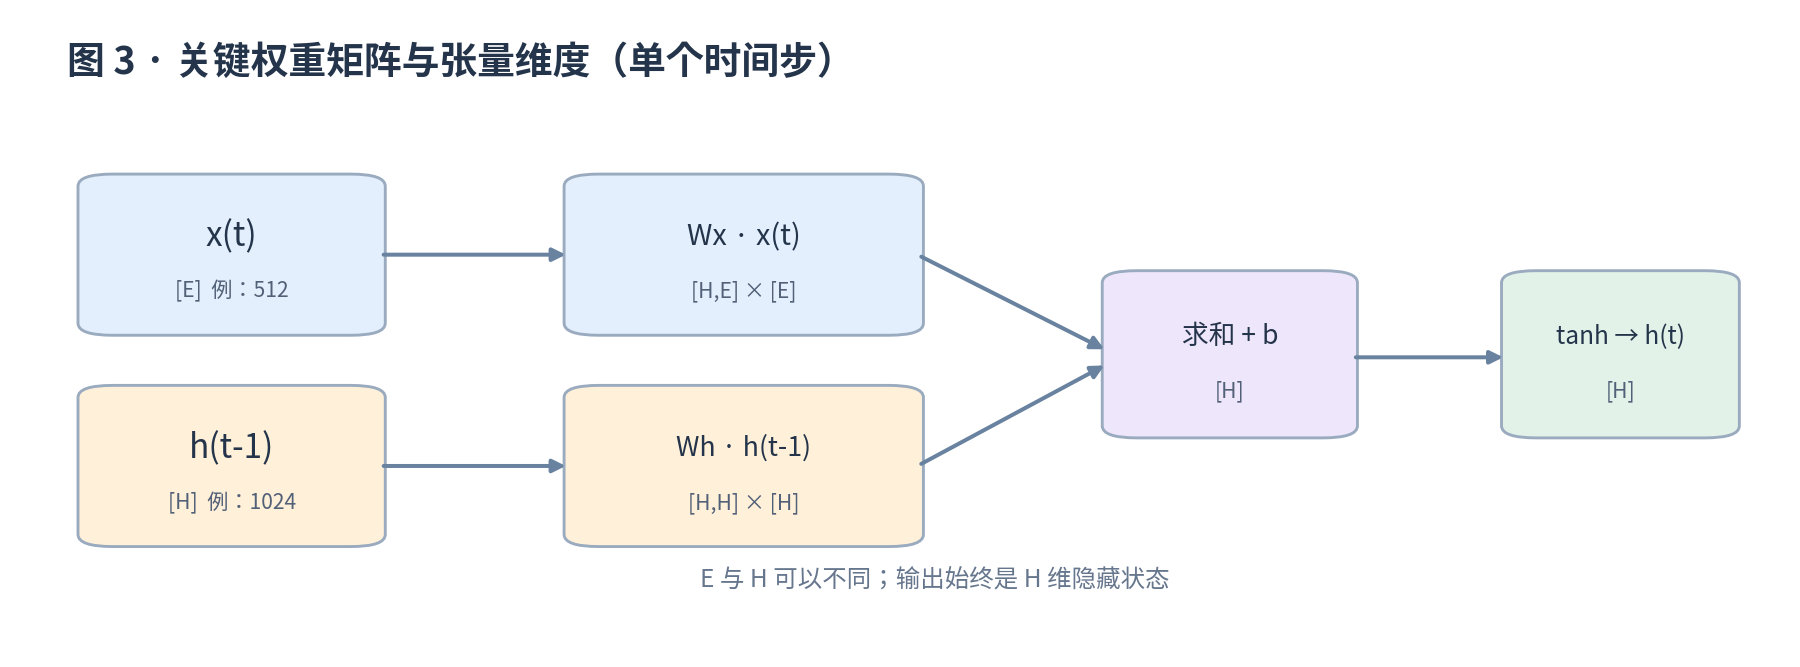 图 3 · 关键权重矩阵与张量维度（单个时间步）
x(t)
[E] 例：512
Wx · x(t)
[H,E] × [E]
h(t-1)
[H] 例：1024
Wh · h(t-1)
[H,H] × [H]
求和 + b
[H]
tanh → h(t)
[H]
E 与 H 可以不同；输出始终是 H 维隐藏状态